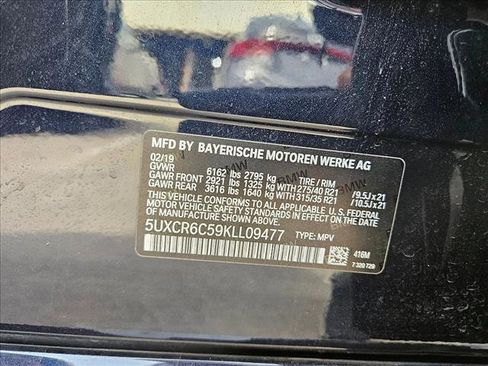 MFD BY BAYERISCHE MOTOREN WERKE AG
02/19
GVWR 6162 lbs 2795 kg TIRE / RIM
GAWR FRONT 2921 lbs 1325 kg WITH 275/40 R21 /9.5J x 21
GAWR REAR 3616 lbs 1640 kg WITH 315/35 R21 /10.5J x 21
THIS VEHICLE CONFORMS TO ALL APPLICABLE U.S. FEDERAL
MOTOR VEHICLE SAFETY STANDARDS IN EFFECT ON THE
DATE OF MANUFACTURE SHOWN ABOVE.
5UXCR6C59KLL09477 TYPE: MPV
416M
7 320 729